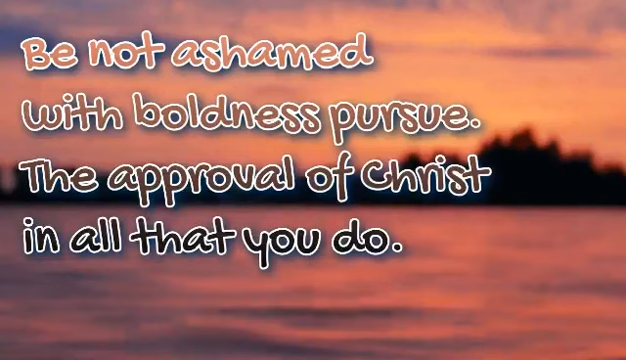 Be not ashamed
with boldness pursue.
The approval of Christ
in all that you do.